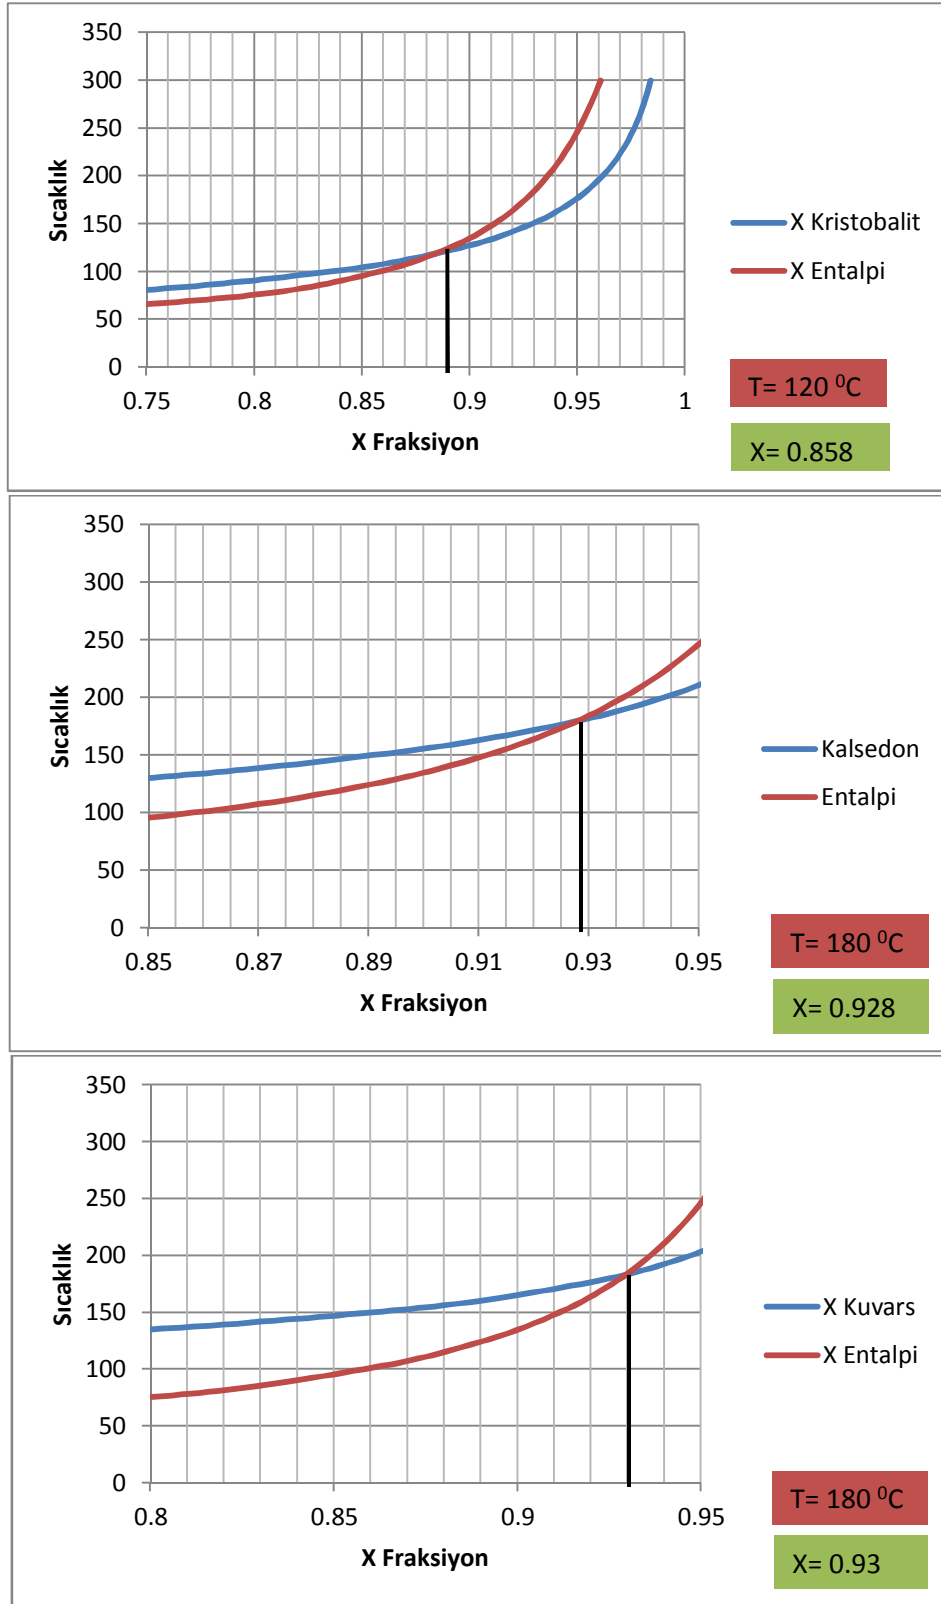 350
300
250
200
150
100
50
0
0.75 0.8 0.85 0.9 0.95 1
Sıcaklık
X Fraksiyon
X Kristobalit
X Entalpi
T= 120 ⁰C
X= 0.858
350
300
250
200
150
100
50
0
0.85 0.87 0.89 0.91 0.93 0.95
Sıcaklık
X Fraksiyon
Kalsedon
Entalpi
T= 180 ⁰C
X= 0.928
350
300
250
200
150
100
50
0
0.8 0.85 0.9 0.95
Sıcaklık
X Fraksiyon
X Kuvars
X Entalpi
T= 180 ⁰C
X= 0.93